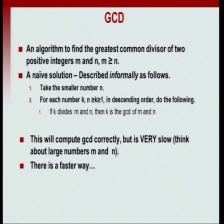 GCD
▪ An algorithm to find the greatest common divisor of two
positive integers m and n, m ≥ n.
▪ A naïve solution – Described informally as follows.
1. Take the smaller number n.
2. For each number k, n ≥k≥1, in descending order, do the following.
1. If k divides m and n, then k is the gcd of m and n
▪ This will compute gcd correctly, but is VERY slow (think
about large numbers m and n)
▪ There is a faster way…